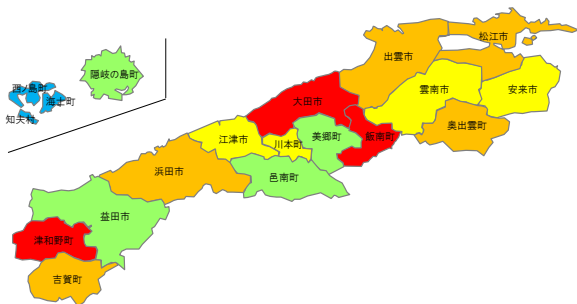 松江市
出雲市
隠岐の島町
西ノ島町
海士町
知夫村
雲南市
安来市
大田市
奥出雲町
飯南町
美郷町
江津市
川本町
浜田市
邑南町
益田市
津和野町
吉賀町